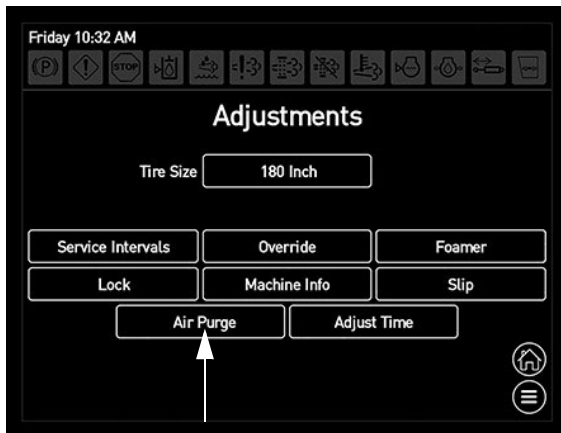 Friday 10:32 AM
(P) STOP
Adjustments
Tire Size 180 Inch
Service Intervals Override Foamer
Lock Machine Info Slip
Air Purge Adjust Time